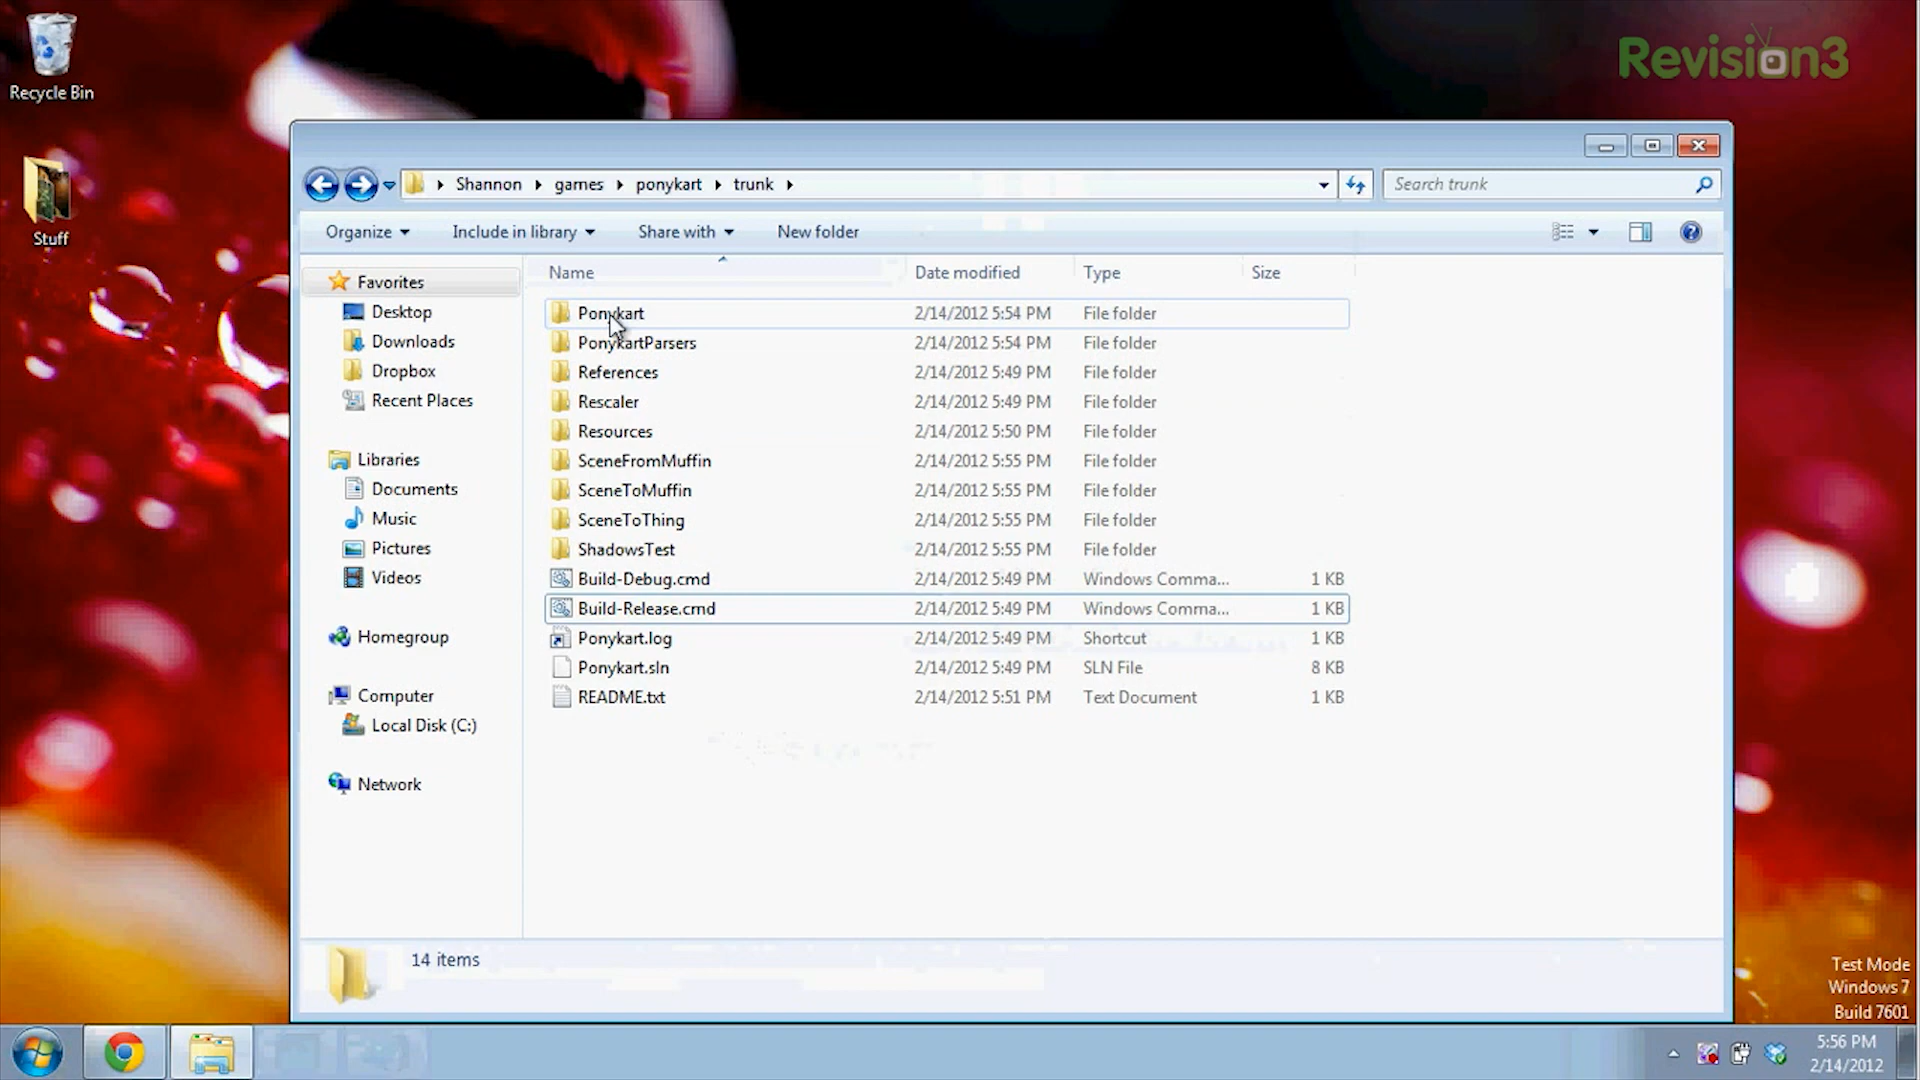 Recycle Bin
Stuff
Revision3
Shannon games ponykart trunk
Search trunk
Organize Include in library Share with New folder
Favorites
Desktop
Downloads
Dropbox
Recent Places
Libraries
Documents
Music
Pictures
Videos
Homegroup
Computer
Local Disk (C:)
Network
Name Date modified Type Size
Ponykart 2/14/2012 5:54 PM File folder
PonykartParsers 2/14/2012 5:54 PM File folder
References 2/14/2012 5:49 PM File folder
Rescaler 2/14/2012 5:49 PM File folder
Resources 2/14/2012 5:50 PM File folder
SceneFromMuffin 2/14/2012 5:55 PM File folder
SceneToMuffin 2/14/2012 5:55 PM File folder
SceneToThing 2/14/2012 5:55 PM File folder
ShadowsTest 2/14/2012 5:55 PM File folder
Build-Debug.cmd 2/14/2012 5:49 PM Windows Comma... 1 KB
Build-Release.cmd 2/14/2012 5:49 PM Windows Comma... 1 KB
Ponykart.log 2/14/2012 5:49 PM Shortcut 1 KB
Ponykart.sln 2/14/2012 5:49 PM SLN File 8 KB
README.txt 2/14/2012 5:51 PM Text Document 1 KB
14 items
Test Mode
Windows 7
Build 7601
5:56 PM
2/14/2012